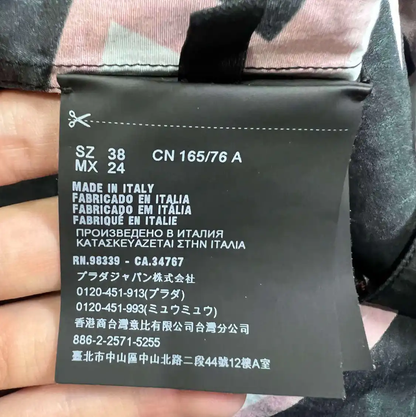 SZ 38 CN 165/76 A
MX 24
MADE IN ITALY
FABRICADO EN ITALIA
FABRICADO EM ITÁLIA
FABRIQUÉ EN ITALIE
ПРОИЗВЕДЕНО В ИТАЛИЯ
ΚΑΤΑΣΚΕΥΑΖΕΤΑΙ ΣΤΗΝ ΙΤΑΛΙΑ
RN.98339 - CA.34767
プラダジャパン株式会社
0120-451-913(プラダ)
0120-451-993(ミュウミュウ)
香港商台灣意比有限公司台灣分公司
886-2-2571-5255
臺北市中山區中山北路二段44號12樓A室